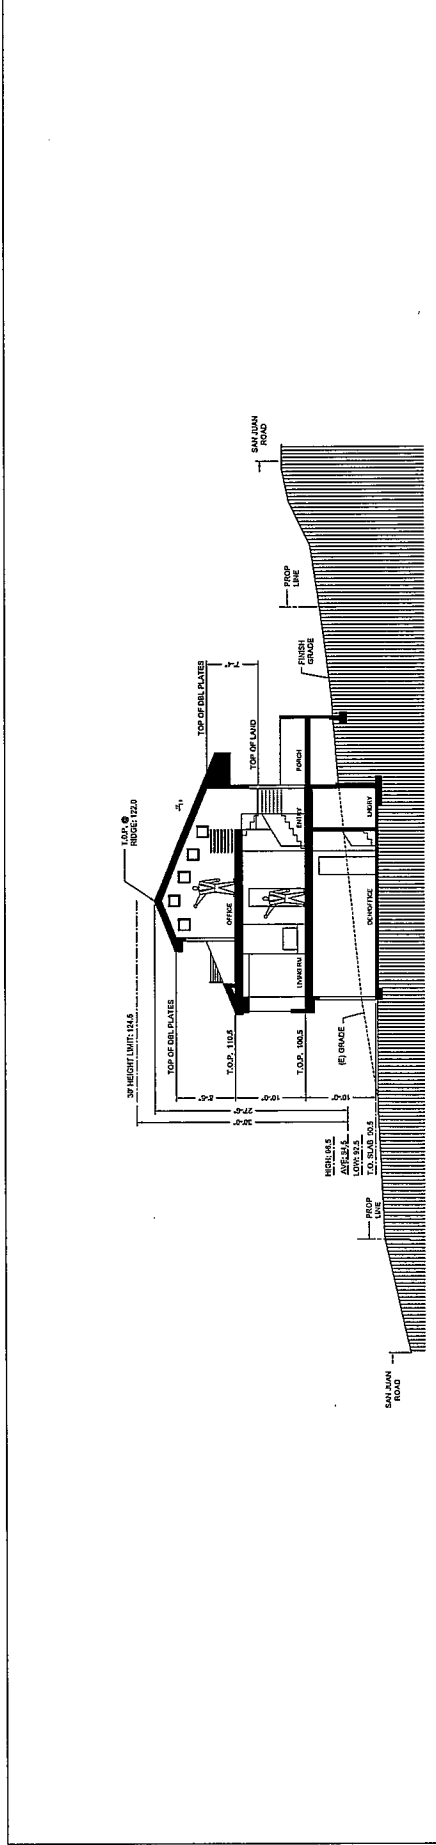 T.O.P. @
RIDGE: 122.0
30' HEIGHT LIMIT: 124.5
TOP OF DBL PLATES
TOP OF DBL PLATES
7'-4"
TOP OF LAND
SAN JUAN
ROAD
PROP
LINE
FINISH
GRADE
OFFICE
T.O.P. 110.5
LIVING RM
ENTRY
PORCH
T.O.P. 100.5
DEN/OFFICE
LNDRY
(E) GRADE
10'-0"
10'-0"
27'-6"
30'-0"
HIGH: 96.5
AVE: 94.5
LOW: 92.5
T.O. SLAB 90.5
PROP
LINE
SAN JUAN
ROAD